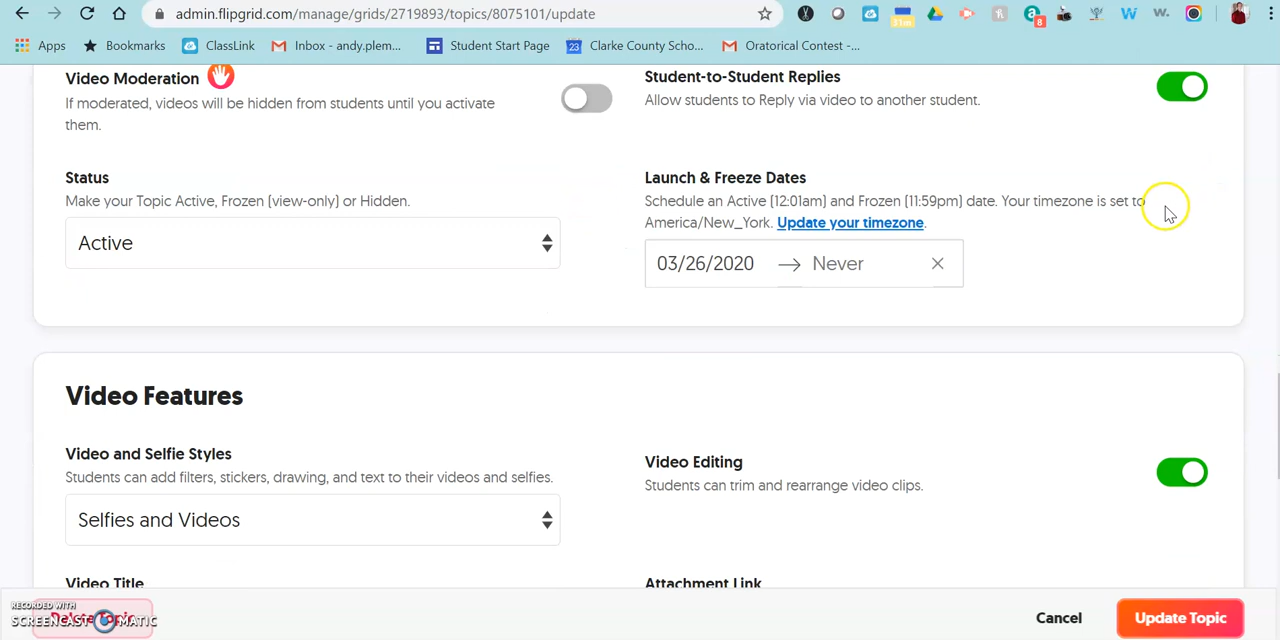 admin.flipgrid.com/manage/grids/2719893/topics/8075101/update
31m
8
Apps
Bookmarks
ClassLink
Inbox - andy.plem...
Student Start Page
23
Clarke County Scho...
Oratorical Contest -...
Video Moderation
If moderated, videos will be hidden from students until you activate
them.
Student-to-Student Replies
Allow students to Reply via video to another student.
Status
Make your Topic Active, Frozen (view-only) or Hidden.
Active
Launch & Freeze Dates
Schedule an Active (12:01am) and Frozen (11:59pm) date. Your timezone is set to
America/New_York. Update your timezone.
03/26/2020 → Never
Video Features
Video and Selfie Styles
Students can add filters, stickers, drawing, and text to their videos and selfies.
Selfies and Videos
Video Editing
Students can trim and rearrange video clips.
Video Title
Attachment Link
Delete Topic
RECORDED WITH
SCREENCAST MATIC
Cancel
Update Topic